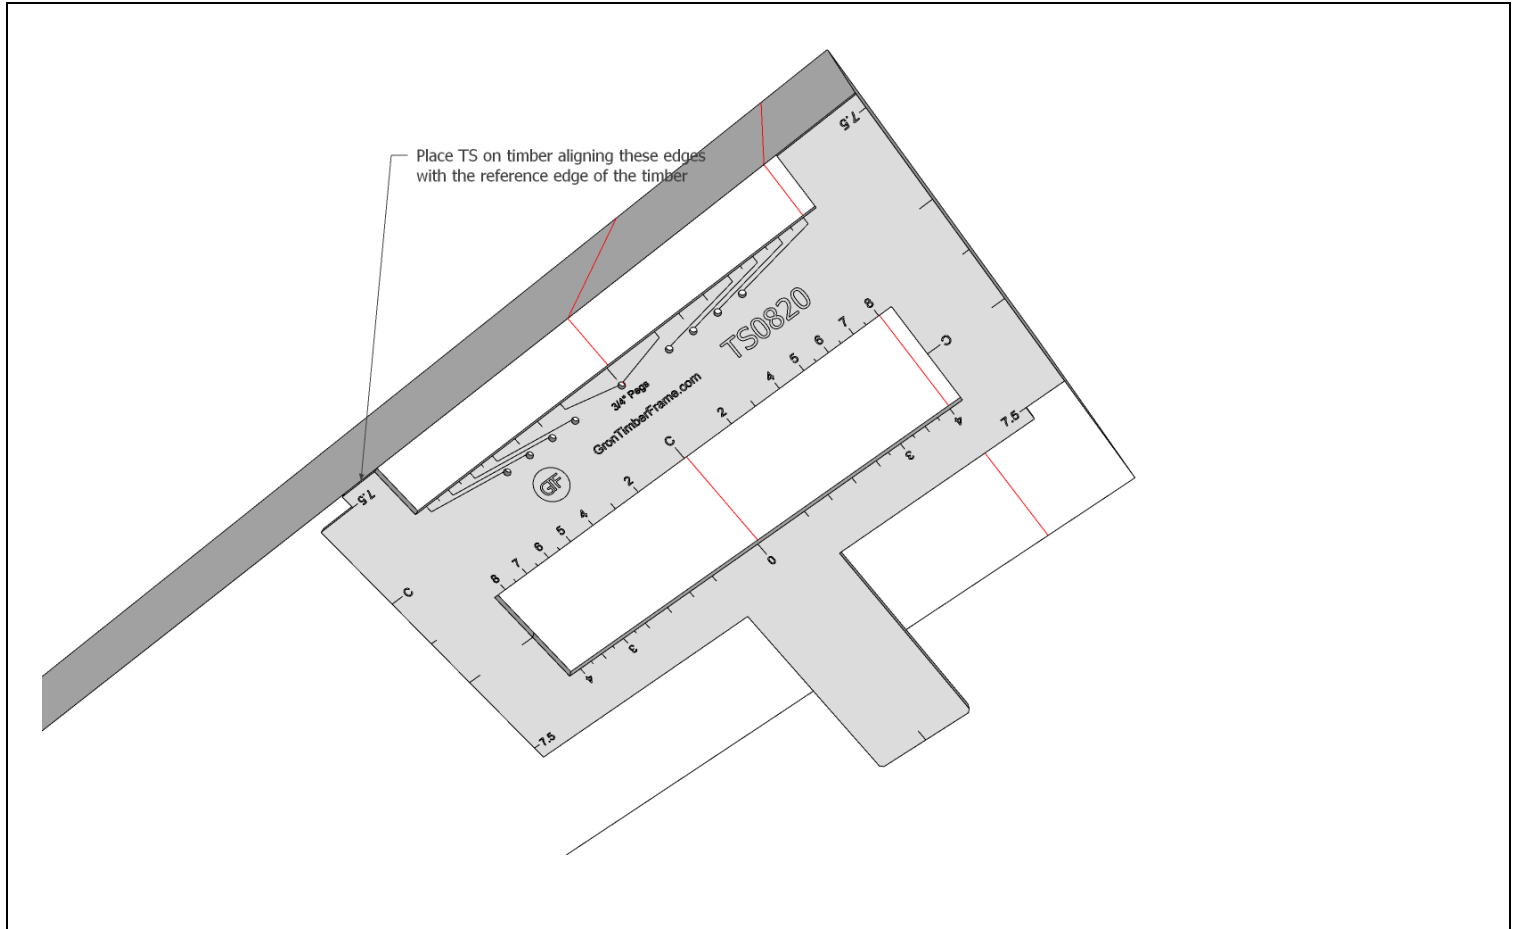 Place TS on timber aligning these edges
with the reference edge of the timber
7.5
7.5
TS0820
3/4" Pegs
GronTimberFrame.com
GTF
8 7 6 5 4 2 C 2 4 5 6 7 8
C
C
4 3 0 3 4
7.5
7.5